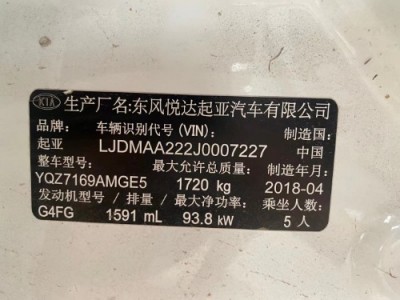 KIA 生产厂名:东风悦达起亚汽车有限公司
品牌: 车辆识别代号 (VIN): 制造国:
起亚 LJDMAA222J0007227 中国
整车型号: 最大允许总质量: 制造年月:
YQZ7169AMGE5 1720 kg 2018-04
发动机型号 / 排量 / 最大净功率: 乘坐人数:
G4FG 1591 mL 93.8 kW 5 人